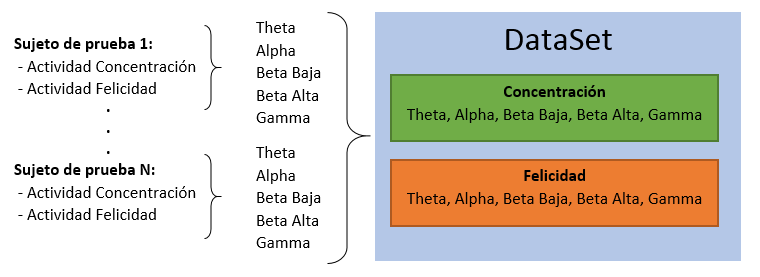 Sujeto de prueba 1:
- Actividad Concentración
- Actividad Felicidad
.
.
.
Sujeto de prueba N:
- Actividad Concentración
- Actividad Felicidad
Theta
Alpha
Beta Baja
Beta Alta
Gamma
Theta
Alpha
Beta Baja
Beta Alta
Gamma
DataSet
Concentración
Theta, Alpha, Beta Baja, Beta Alta, Gamma
Felicidad
Theta, Alpha, Beta Baja, Beta Alta, Gamma